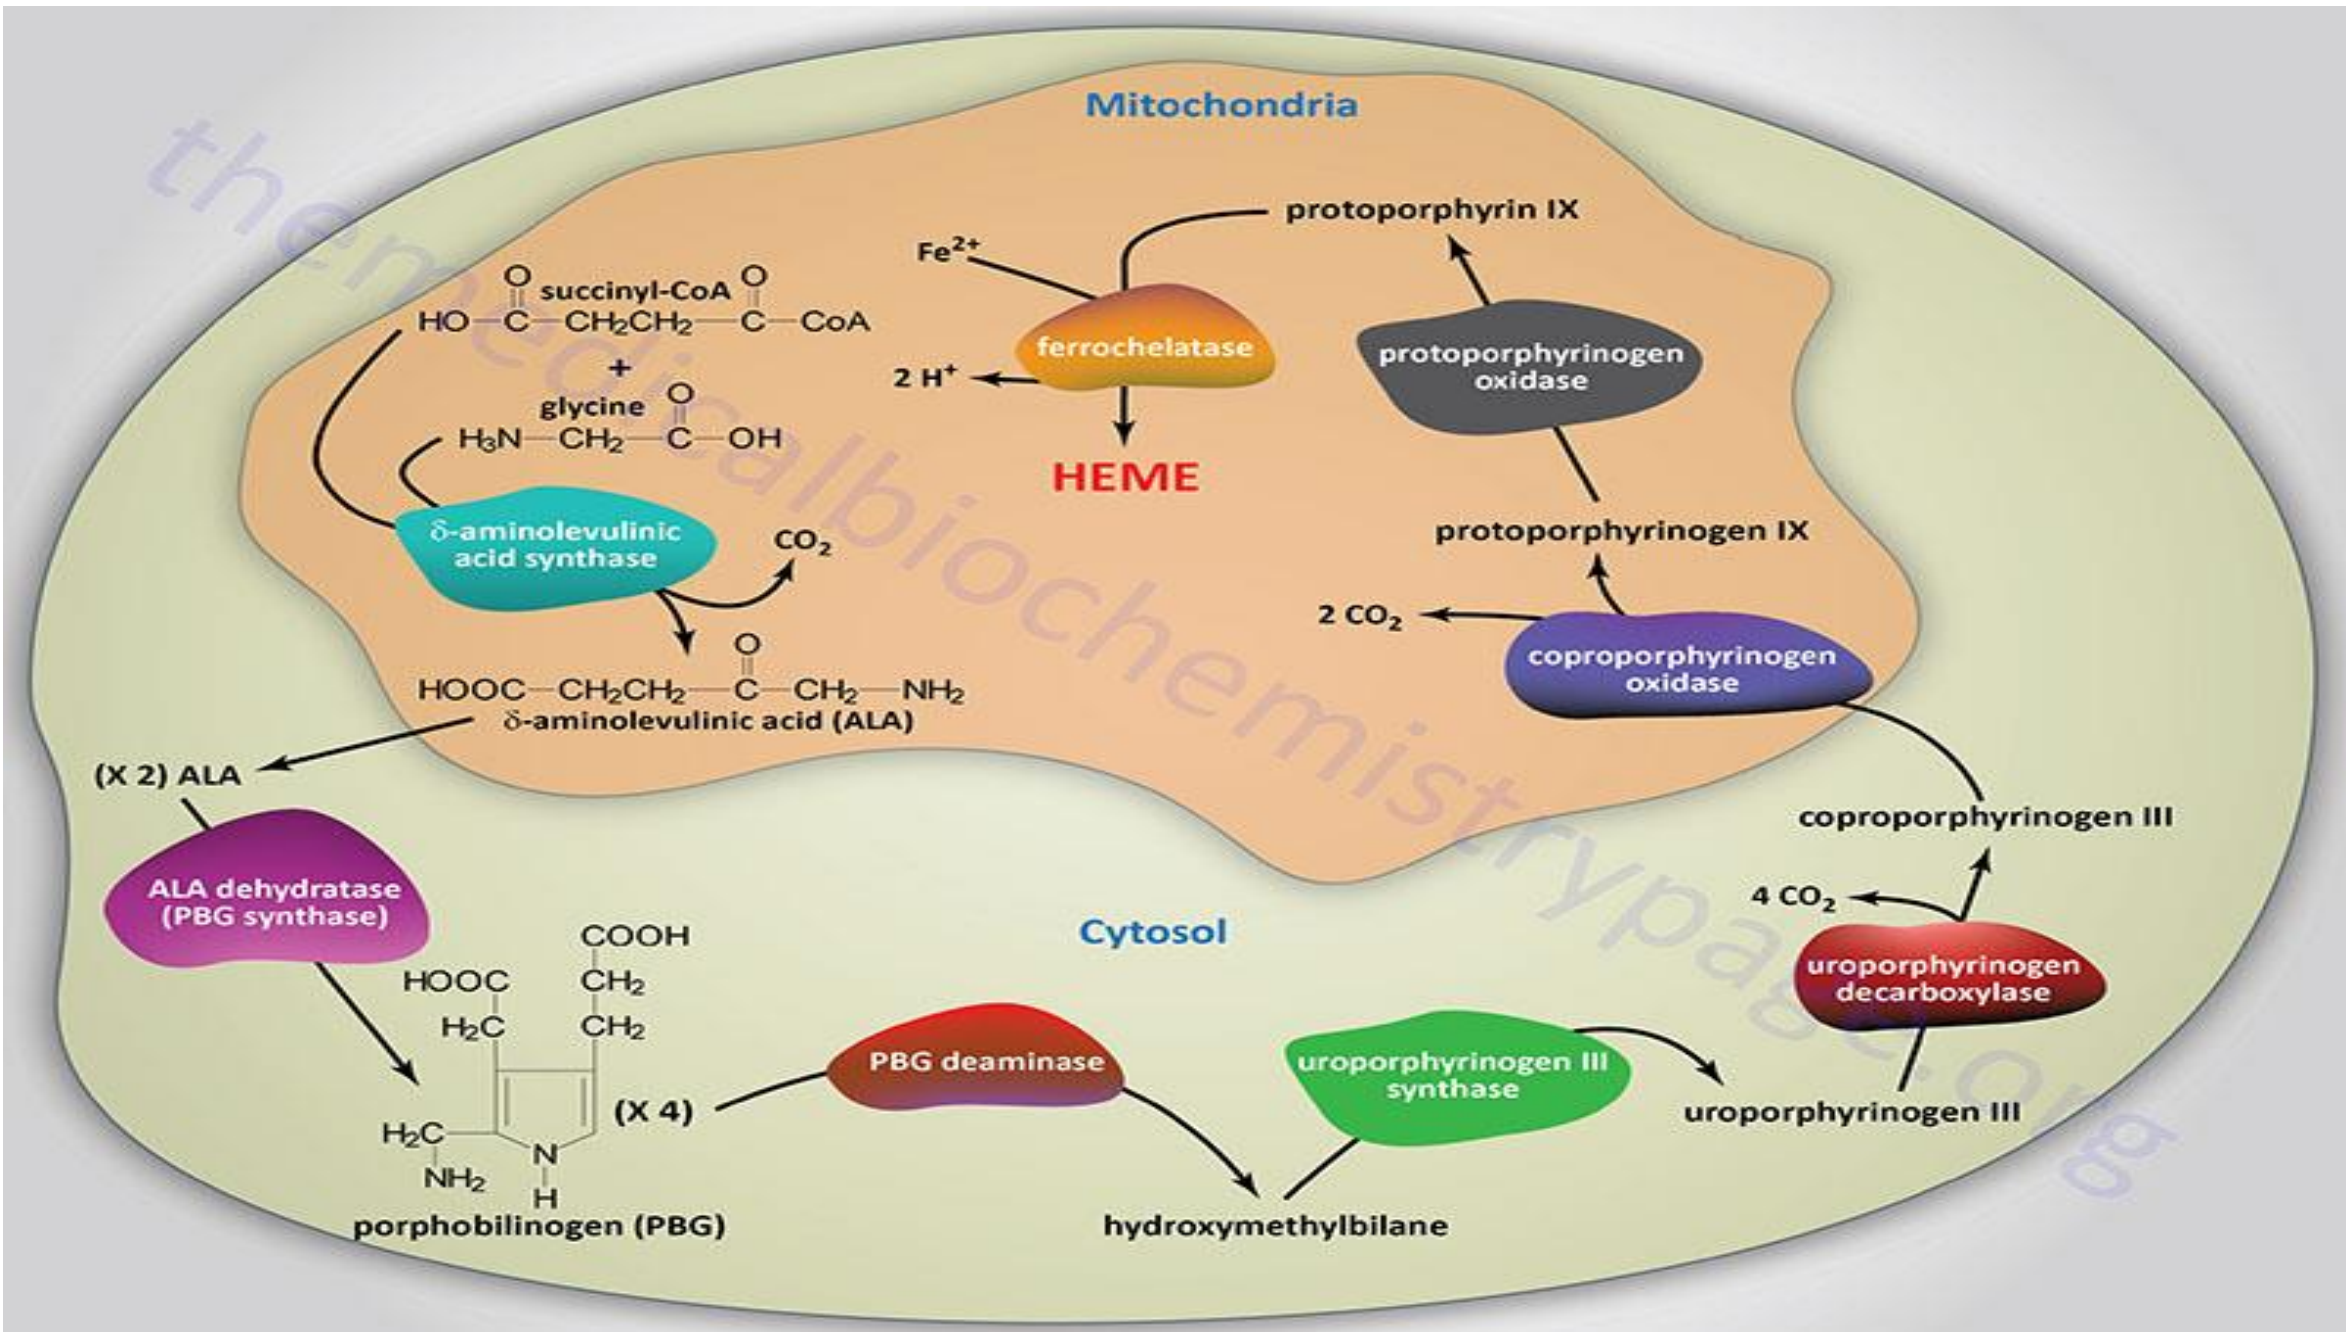 Mitochondria
protoporphyrin IX
Fe²⁺
ferrochelatase
2 H⁺
HEME
protoporphyrinogen
oxidase
protoporphyrinogen IX
2 CO₂
coproporphyrinogen
oxidase
O O
succinyl-CoA
HO C CH₂CH₂ C CoA
+
O
glycine
H₃N CH₂ C OH
δ-aminolevulinic
acid synthase
CO₂
O
HOOC CH₂CH₂ C CH₂ NH₂
δ-aminolevulinic acid (ALA)
(X 2) ALA
ALA dehydratase
(PBG synthase)
COOH
HOOC CH₂
H₂C CH₂
(X 4)
H₂C
N
NH₂
H
porphobilinogen (PBG)
Cytosol
PBG deaminase
hydroxymethylbilane
uroporphyrinogen III
synthase
uroporphyrinogen III
uroporphyrinogen
decarboxylase
4 CO₂
coproporphyrinogen III
themedicalbiochemistrypage.org